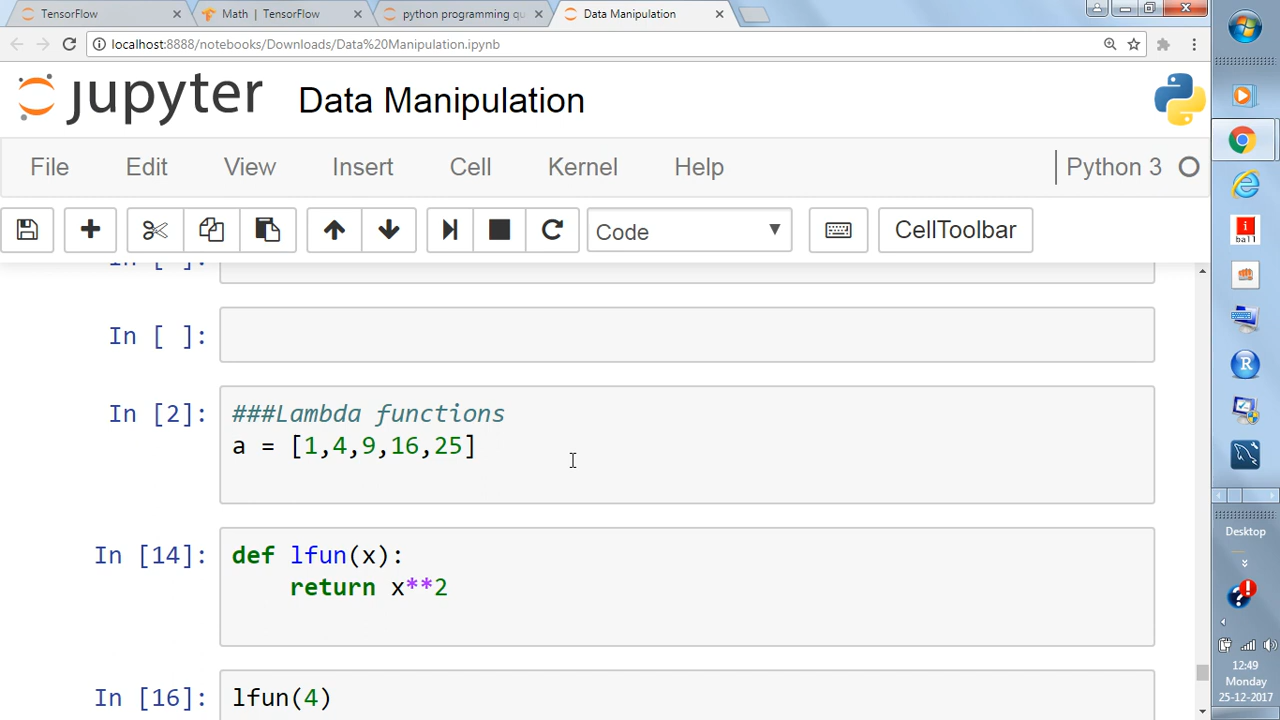 TensorFlow
Math | TensorFlow
python programming qu
Data Manipulation
localhost:8888/notebooks/Downloads/Data%20Manipulation.ipynb
jupyter
Data Manipulation
File Edit View Insert Cell Kernel Help
Python 3
Code
CellToolbar
In [ ]:
In [ ]:
In [2]:
###Lambda functions
a = [1,4,9,16,25]
In [14]:
def lfun(x):
return x**2
In [16]:
lfun(4)
i
ball
R
Desktop
12:49
Monday
25-12-2017